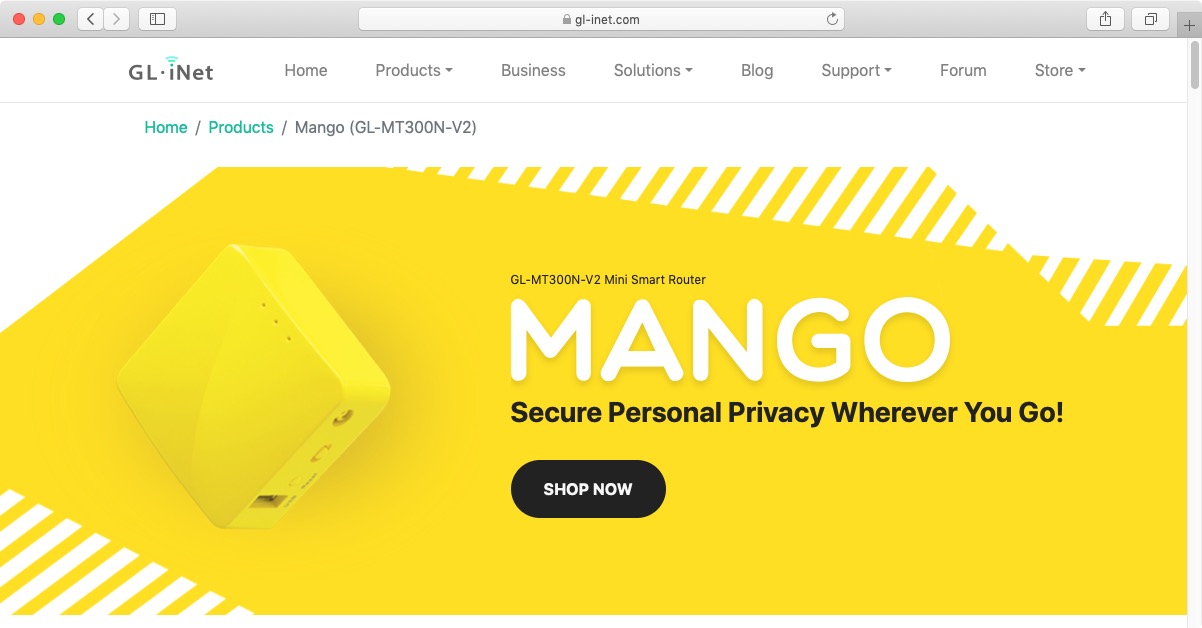 gl-inet.com
GL·iNet
Home Products Business Solutions Blog Support Forum Store
Home / Products / Mango (GL-MT300N-V2)
GL-MT300N-V2 Mini Smart Router
MANGO
Secure Personal Privacy Wherever You Go!
SHOP NOW